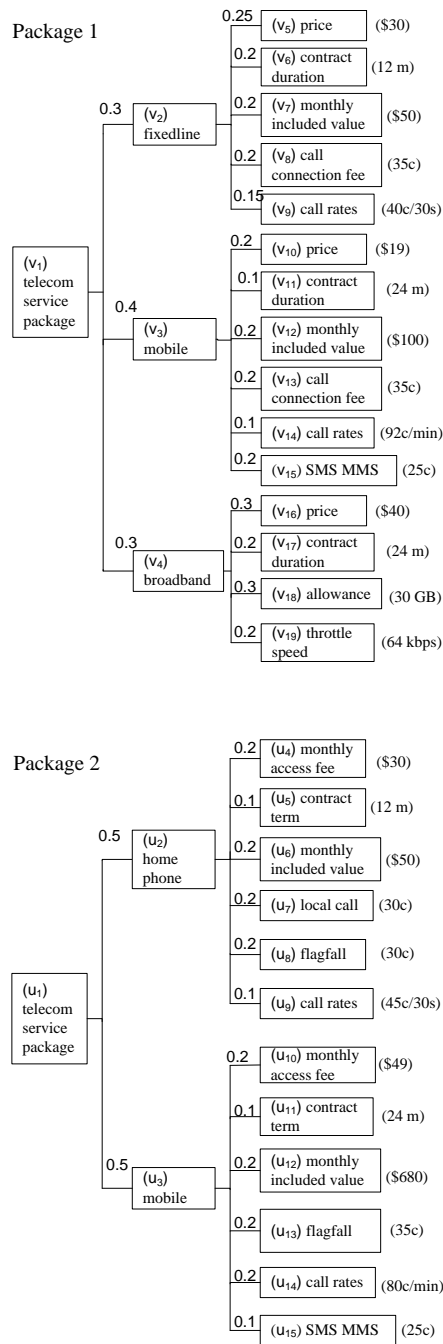 Package 1
0.25
(v5) price
($30)
0.2
(v6) contract
duration
(12 m)
0.3
(v2)
fixedline
0.2
(v7) monthly
included value
($50)
0.2
(v8) call
connection fee
(35c)
0.15
(v9) call rates
(40c/30s)
(v1)
telecom
service
package
0.2
(v10) price
($19)
0.1
(v11) contract
duration
(24 m)
0.4
(v3)
mobile
0.2
(v12) monthly
included value
($100)
0.2
(v13) call
connection fee
(35c)
0.1
(v14) call rates
(92c/min)
0.2
(v15) SMS MMS
(25c)
0.3
(v16) price
($40)
0.3
(v4)
broadband
0.2
(v17) contract
duration
(24 m)
0.3
(v18) allowance
(30 GB)
0.2
(v19) throttle
speed
(64 kbps)
Package 2
0.2
(u4) monthly
access fee
($30)
0.1
(u5) contract
term
(12 m)
0.5
(u2)
home
phone
0.2
(u6) monthly
included value
($50)
0.2
(u7) local call
(30c)
0.2
(u8) flagfall
(30c)
0.1
(u9) call rates
(45c/30s)
(u1)
telecom
service
package
0.2
(u10) monthly
access fee
($49)
0.1
(u11) contract
term
(24 m)
0.5
(u3)
mobile
0.2
(u12) monthly
included value
($680)
0.2
(u13) flagfall
(35c)
0.2
(u14) call rates
(80c/min)
0.1
(u15) SMS MMS
(25c)